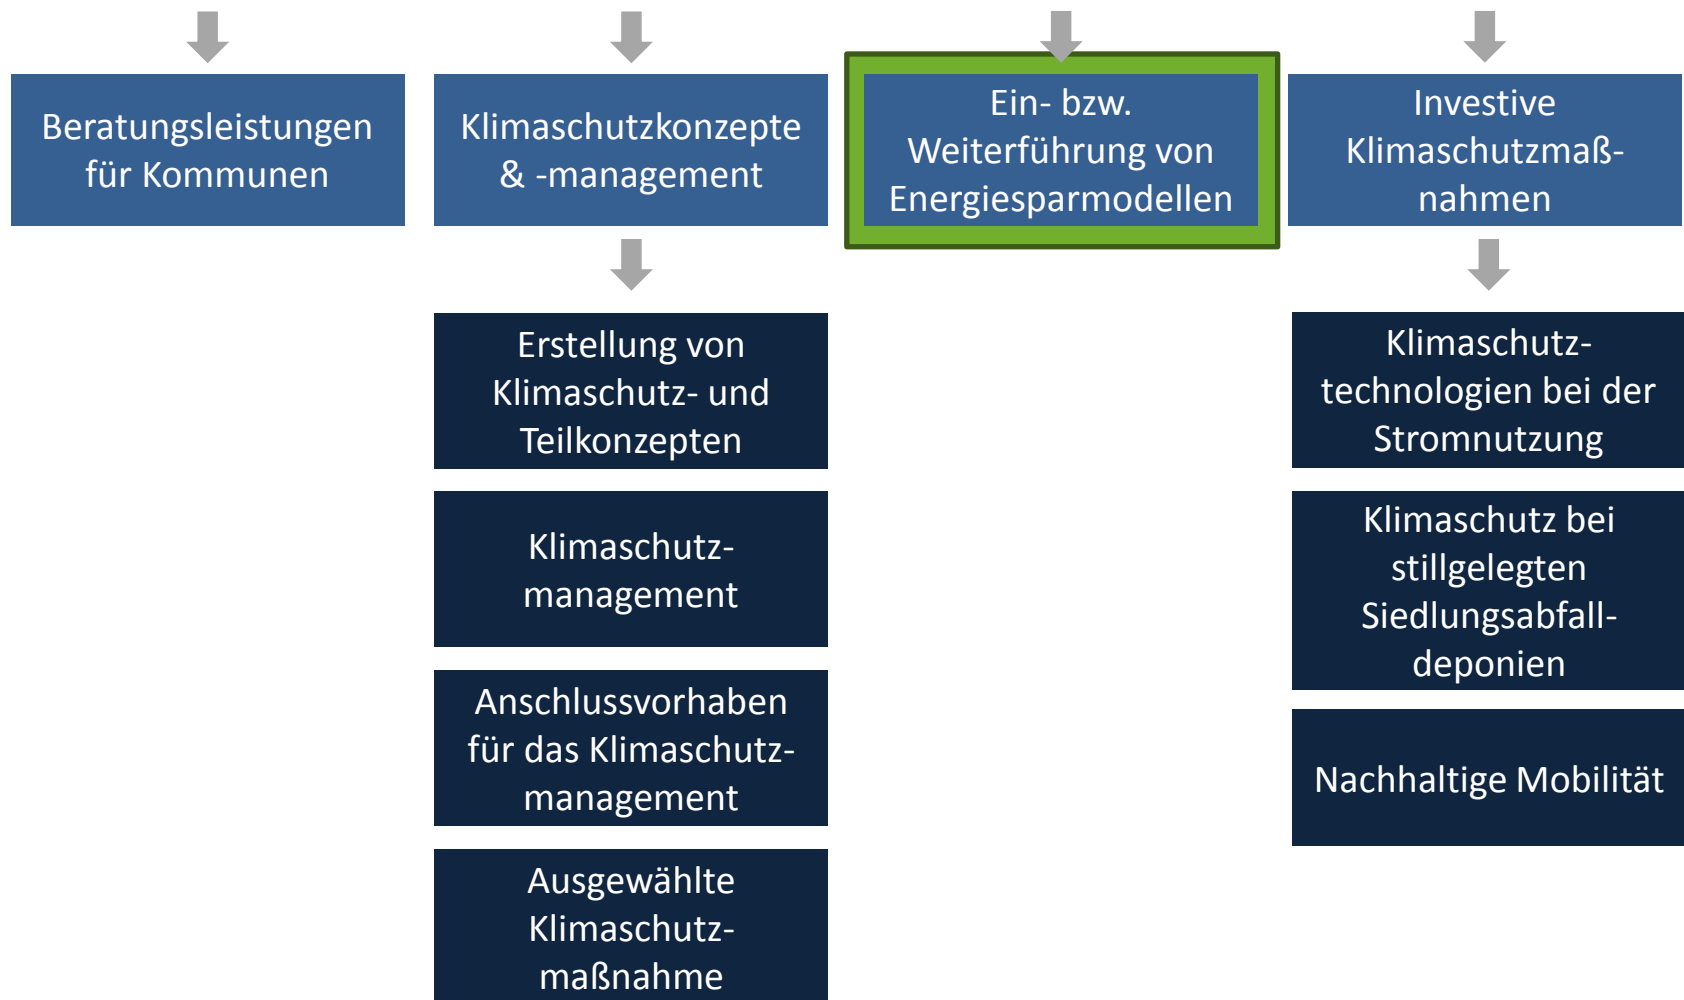 Beratungsleistungen
für Kommunen
Klimaschutzkonzepte
& -management
Ein- bzw.
Weiterführung von
Energiesparmodellen
Investive
Klimaschutzmaß-
nahmen
Erstellung von
Klimaschutz- und
Teilkonzepten
Klimaschutz-
management
Anschlussvorhaben
für das Klimaschutz-
management
Ausgewählte
Klimaschutz-
maßnahme
Klimaschutz-
technologien bei der
Stromnutzung
Klimaschutz bei
stillgelegten
Siedlungsabfall-
deponien
Nachhaltige Mobilität